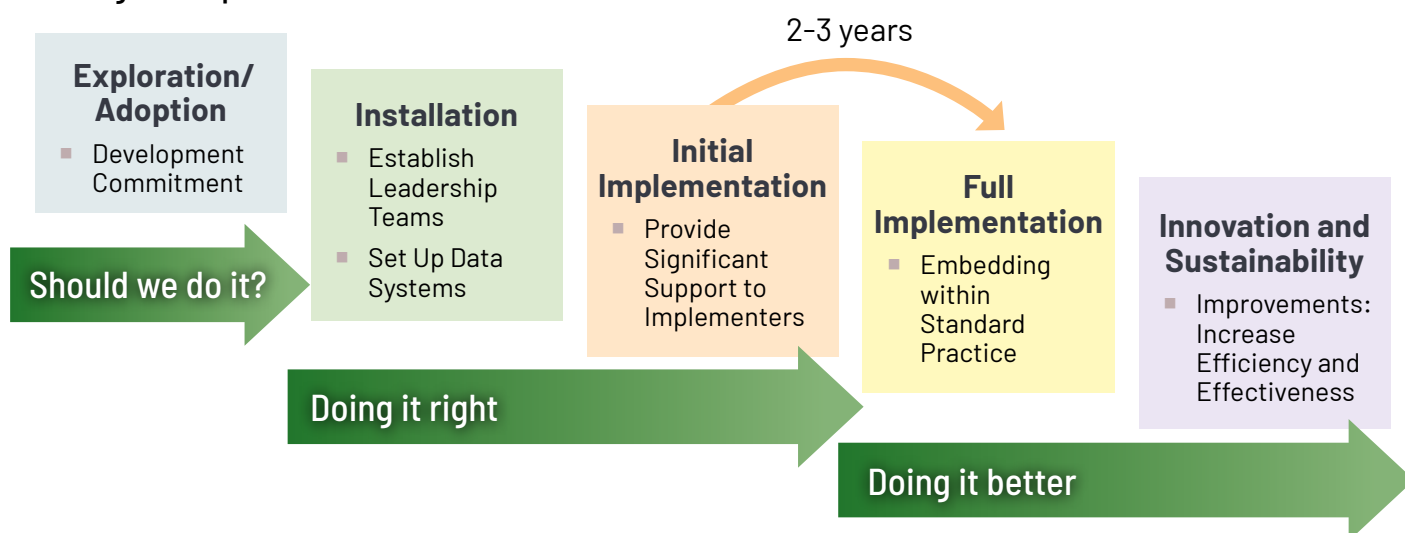 2-3 years
Exploration/
Adoption
Development
Commitment
Should we do it?
Installation
Establish
Leadership
Teams
Set Up Data
Systems
Initial
Implementation
Provide
Significant
Support to
Implementers
Doing it right
Full
Implementation
Embedding
within
Standard
Practice
Innovation and
Sustainability
Improvements:
Increase
Efficiency and
Effectiveness
Doing it better